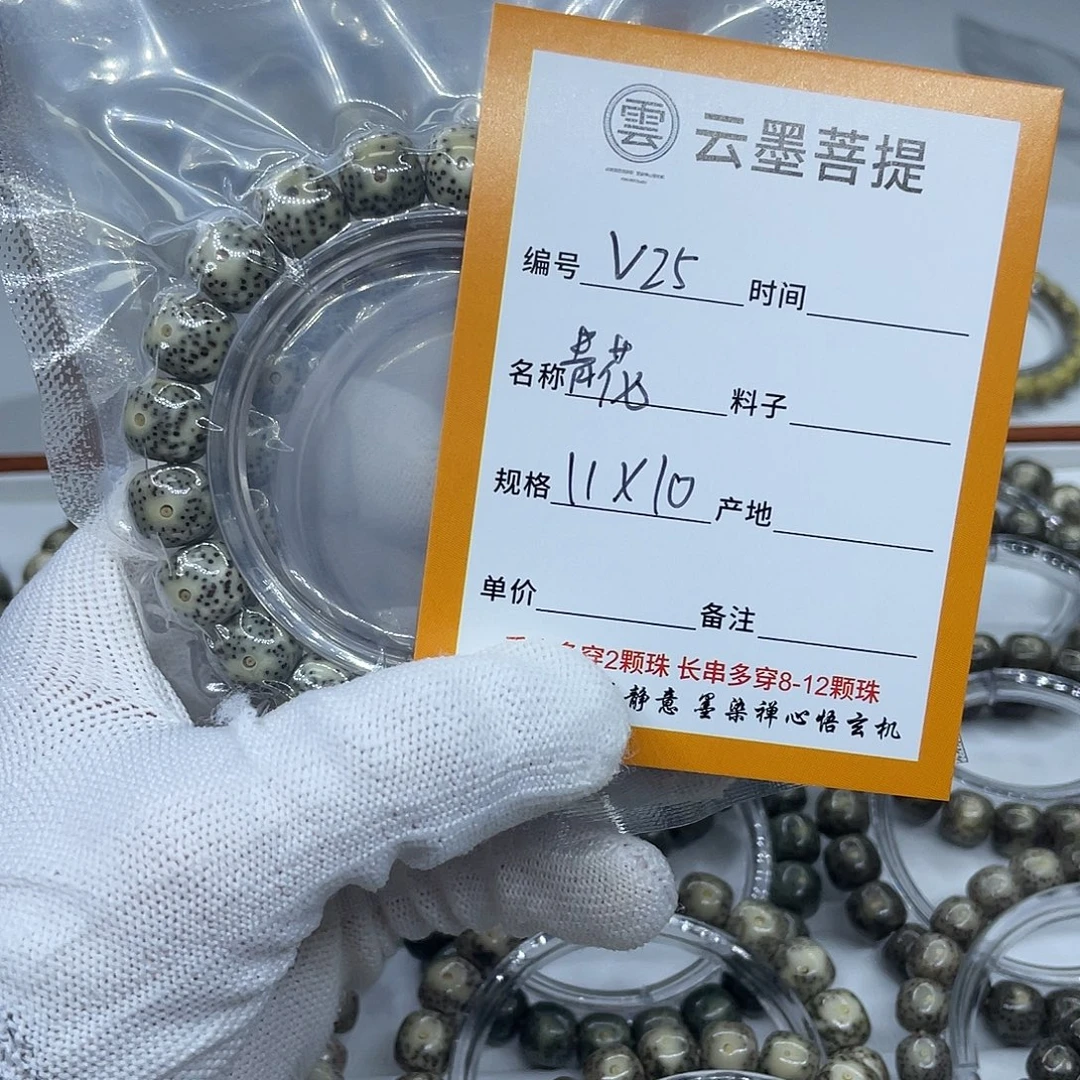 雲 云墨菩提
编号 V25 时间
名称 青花 料子
规格 11X10 产地
单价 备注
多穿2颗珠 长串多穿8-12颗珠
静意 墨染禅心悟玄机